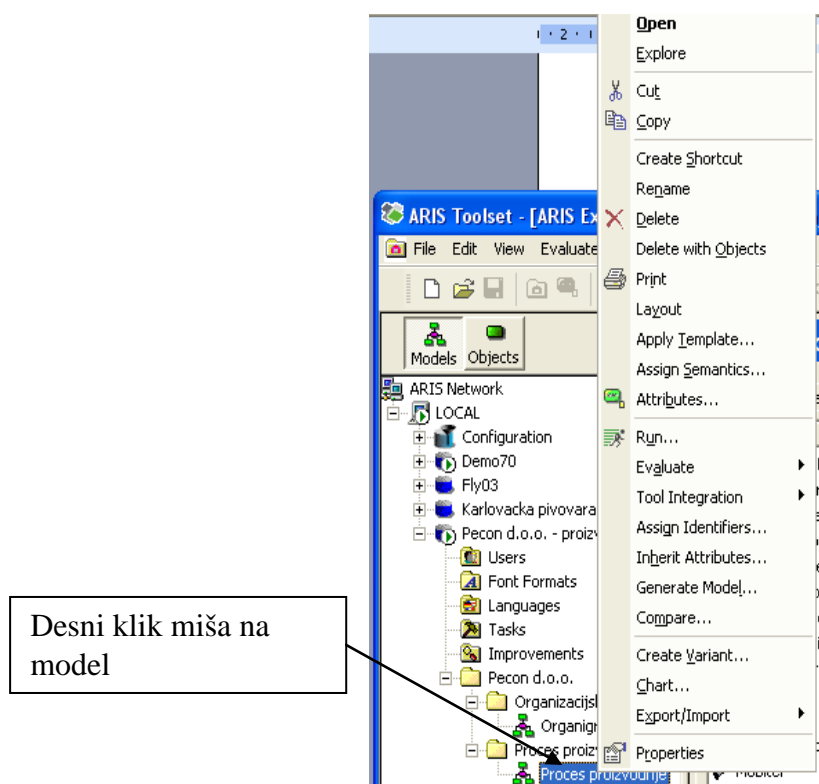 · 2 ·
Open
Explore
Cut
Copy
Create Shortcut
Rename
Delete
Delete with Objects
Print
Layout
Apply Template...
Assign Semantics...
Attributes...
Run...
Evaluate
Tool Integration
Assign Identifiers...
Inherit Attributes...
Generate Model...
Compare...
Create Variant...
Chart...
Export/Import
Properties
ARIS Toolset - [ARIS Ex
File Edit View Evaluate
Models Objects
ARIS Network
LOCAL
Configuration
Demo70
Fly03
Karlovacka pivovara
Pecon d.o.o. - proizv
Users
Font Formats
Languages
Tasks
Improvements
Pecon d.o.o.
Organizacijsl
Organigr
Proces proizv
Proces proizvodnje
Desni klik miša na
model